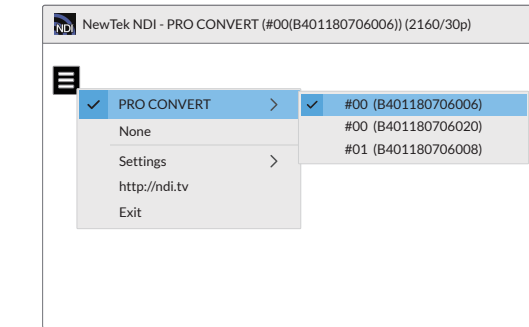 NDI NewTek NDI - PRO CONVERT (#00(B401180706006)) (2160/30p)
PRO CONVERT
None
Settings
http://ndi.tv
Exit
#00 (B401180706006)
#00 (B401180706020)
#01 (B401180706008)